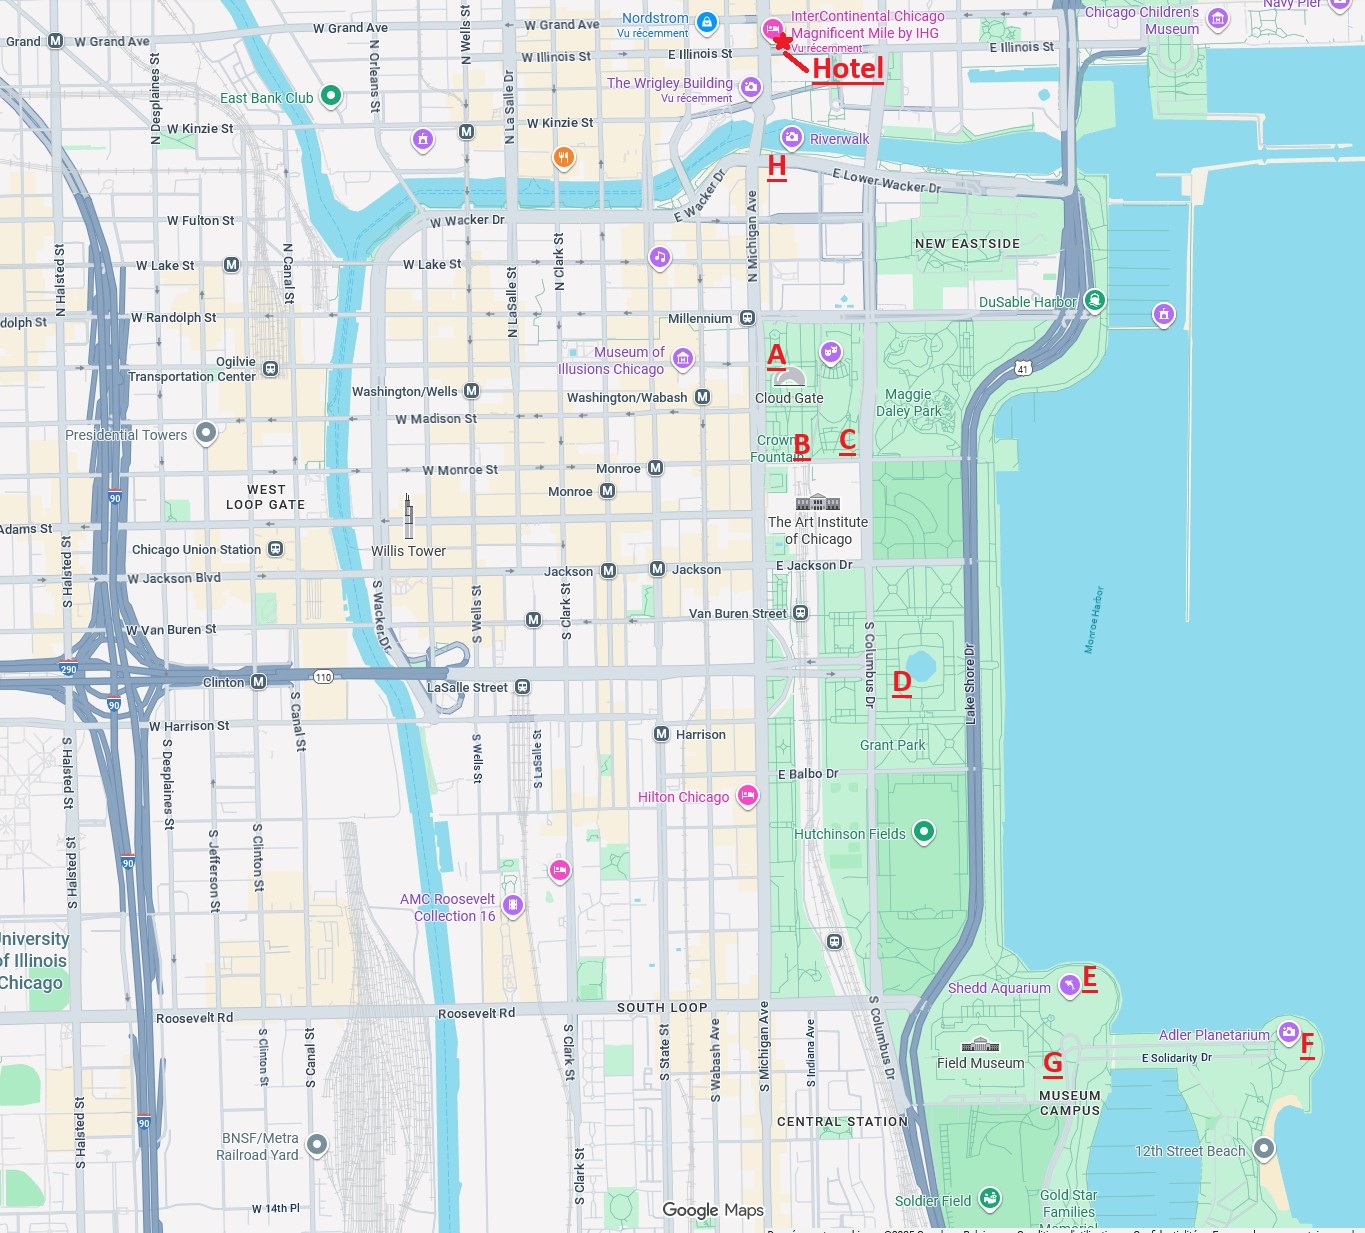 Nordstrom
Vu récemment
InterContinental Chicago
Magnificent Mile by IHG
Vu récemment
Chicago Children's
Museum
Navy Pier
Grand
W Grand Ave
W Grand Ave
W Grand Ave
E Illinois St
W Illinois St
E Illinois St
Hotel
N Desplaines St
N Orleans St
N Wells St
N La Salle Dr
East Bank Club
The Wrigley Building
Vu récemment
W Kinzie St
W Kinzie St
Riverwalk
H
E Lower Wacker Dr
E Wacker Dr
W Wacker Dr
W Fulton St
N Michigan Ave
NEW EASTSIDE
N Halsted St
W Lake St
N Canal St
W Lake St
N Clark St
N LaSalle St
DuSable Harbor
dolph St
W Randolph St
Millennium
A
Museum of
Illusions Chicago
Ogilvie
Transportation Center
41
Washington/Wells
Washington/Wabash
Cloud Gate
Maggie
Daley Park
W Madison St
Presidential Towers
Crown
Fountain
B
C
W Monroe St
Monroe
Monroe
90
WEST
LOOP GATE
The Art Institute
of Chicago
Adams St
Chicago Union Station
Willis Tower
E Jackson Dr
Jackson
Jackson
W Jackson Blvd
S Halsted St
S Wacker Dr
S Wells St
S Clark St
Monroe Harbor
Van Buren Street
W Van Buren St
S Columbus Dr
Lake Shore Dr
290
110
Clinton
LaSalle Street
D
90
S Canal St
W Harrison St
Harrison
Grant Park
S Halsted St
S Desplaines St
S Wells St
S LaSalle St
E Balbo Dr
Hilton Chicago
Hutchinson Fields
S Jefferson St
S Clinton St
90
S Halsted St
AMC Roosevelt
Collection 16
University
of Illinois
Chicago
Shedd Aquarium
E
SOUTH LOOP
Roosevelt Rd
Roosevelt Rd
S Columbus Dr
Adler Planetarium
F
S Clinton St
S Canal St
S Clark St
S State St
S Wabash Ave
S Michigan Ave
S Indiana Ave
Field Museum
G
E Solidarity Dr
MUSEUM
CAMPUS
90
S Halsted St
CENTRAL STATION
BNSF/Metra
Railroad Yard
12th Street Beach
S Clark St
Soldier Field
Gold Star
Families
W 14th Pl
Google Maps